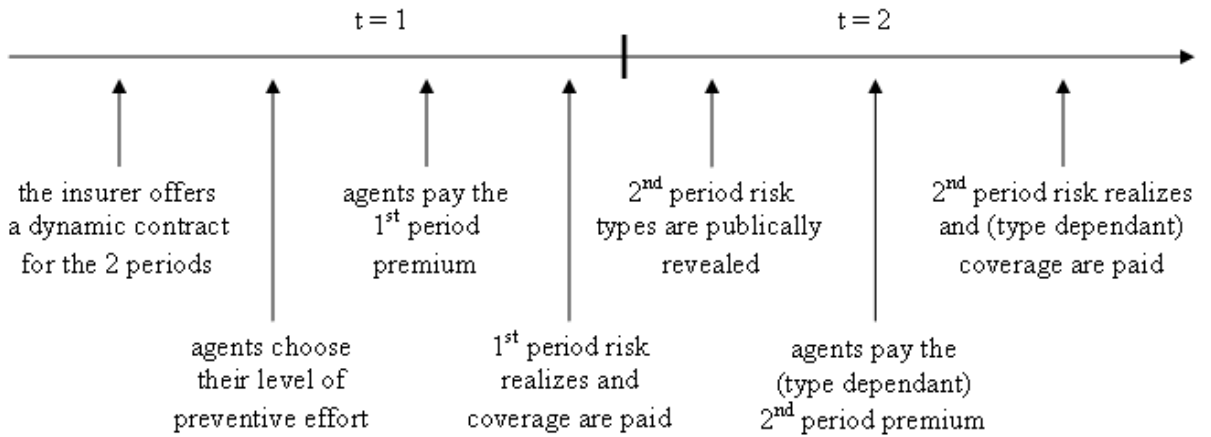 t = 1
t = 2
the insurer offers
a dynamic contract
for the 2 periods
agents choose
their level of
preventive effort
agents pay the
1st period
premium
1st period risk
realizes and
coverage are paid
2nd period risk
types are publically
revealed
agents pay the
(type dependant)
2nd period premium
2nd period risk realizes
and (type dependant)
coverage are paid